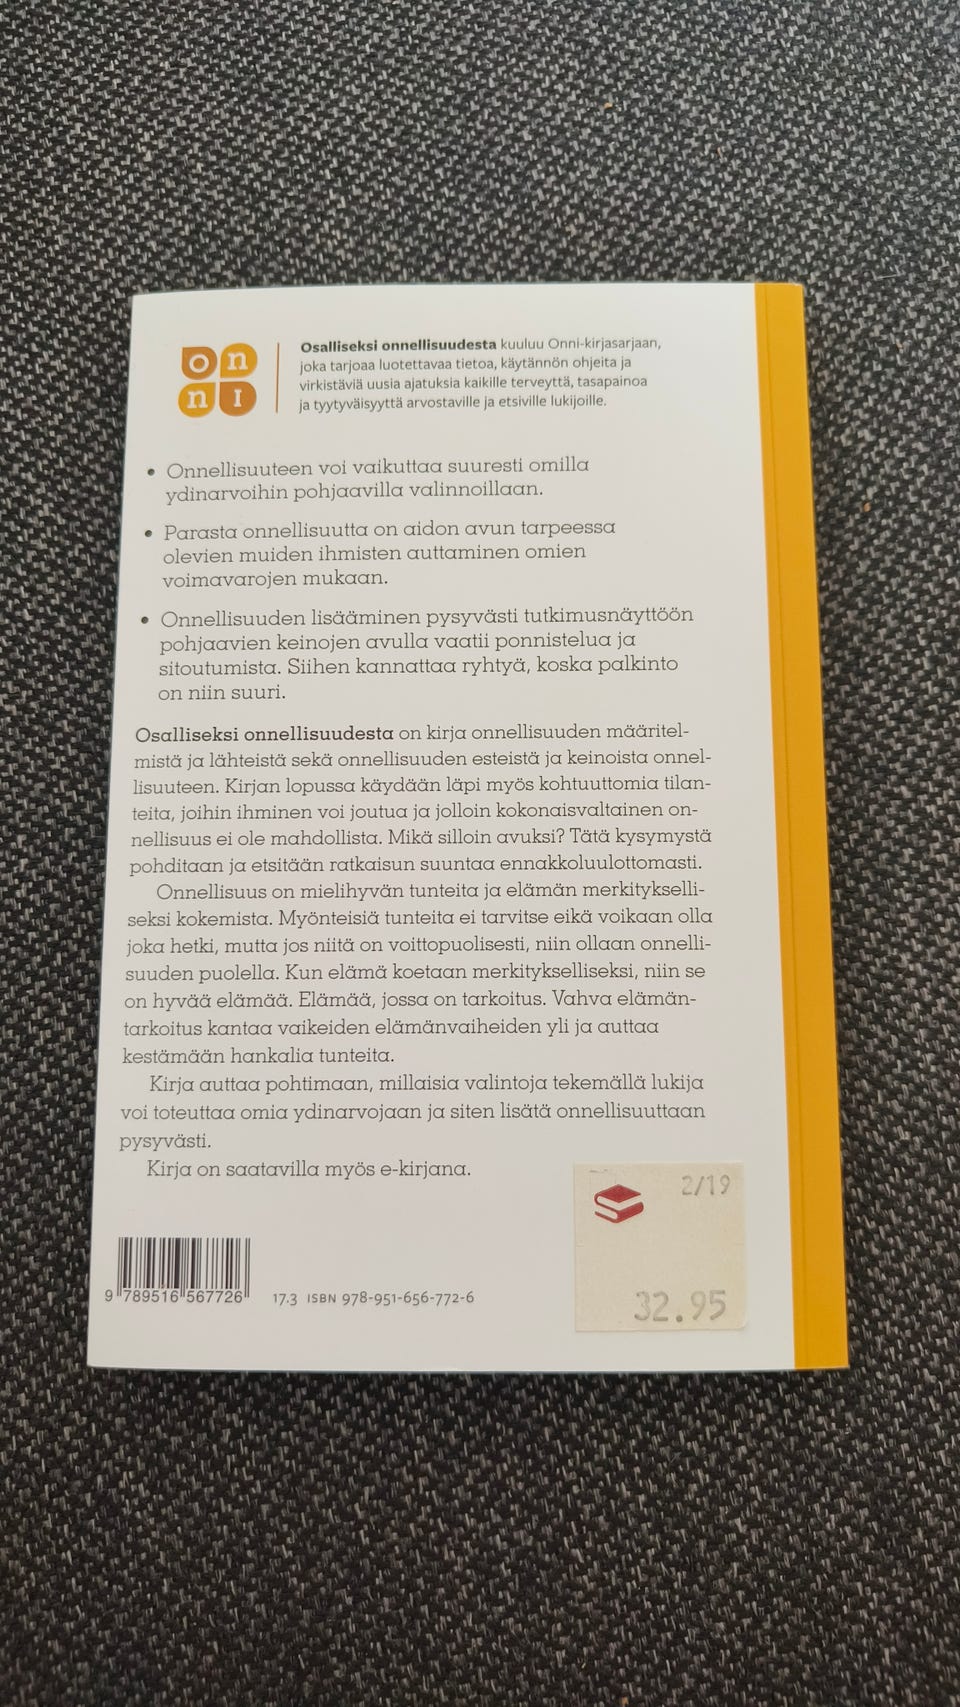 o n
n I
Osalliseksi onnellisuudesta kuuluu Onni-kirjasarjaan,
joka tarjoaa luotettavaa tietoa, käytännön ohjeita ja
virkistäviä uusia ajatuksia kaikille terveyttä, tasapainoa
ja tyytyväisyyttä arvostaville ja etsiville lukijoille.
• Onnellisuuteen voi vaikuttaa suuresti omilla
ydinarvoihin pohjaavilla valinnoillaan.
• Parasta onnellisuutta on aidon avun tarpeessa
olevien muiden ihmisten auttaminen omien
voimavarojen mukaan.
• Onnellisuuden lisääminen pysyvästi tutkimusnäyttöön
pohjaavien keinojen avulla vaatii ponnistelua ja
sitoutumista. Siihen kannattaa ryhtyä, koska palkinto
on niin suuri.
Osalliseksi onnellisuudesta on kirja onnellisuuden määritel-
mistä ja lähteistä sekä onnellisuuden esteistä ja keinoista onnel-
lisuuteen. Kirjan lopussa käydään läpi myös kohtuuttomia tilan-
teita, joihin ihminen voi joutua ja jolloin kokonaisvaltainen on-
nellisuus ei ole mahdollista. Mikä silloin avuksi? Tätä kysymystä
pohditaan ja etsitään ratkaisun suuntaa ennakkoluulottomasti.
Onnellisuus on mielihyvän tunteita ja elämän merkitykselli-
seksi kokemista. Myönteisiä tunteita ei tarvitse eikä voikaan olla
joka hetki, mutta jos niitä on voittopuolisesti, niin ollaan onnelli-
suuden puolella. Kun elämä koetaan merkitykselliseksi, niin se
on hyvää elämää. Elämää, jossa on tarkoitus. Vahva elämän-
tarkoitus kantaa vaikeiden elämänvaiheiden yli ja auttaa
kestämään hankalia tunteita.
Kirja auttaa pohtimaan, millaisia valintoja tekemällä lukija
voi toteuttaa omia ydinarvojaan ja siten lisätä onnellisuuttaan
pysyvästi.
Kirja on saatavilla myös e-kirjana.
2/19
32.95
9 789516 567726
17.3 ISBN 978-951-656-772-6